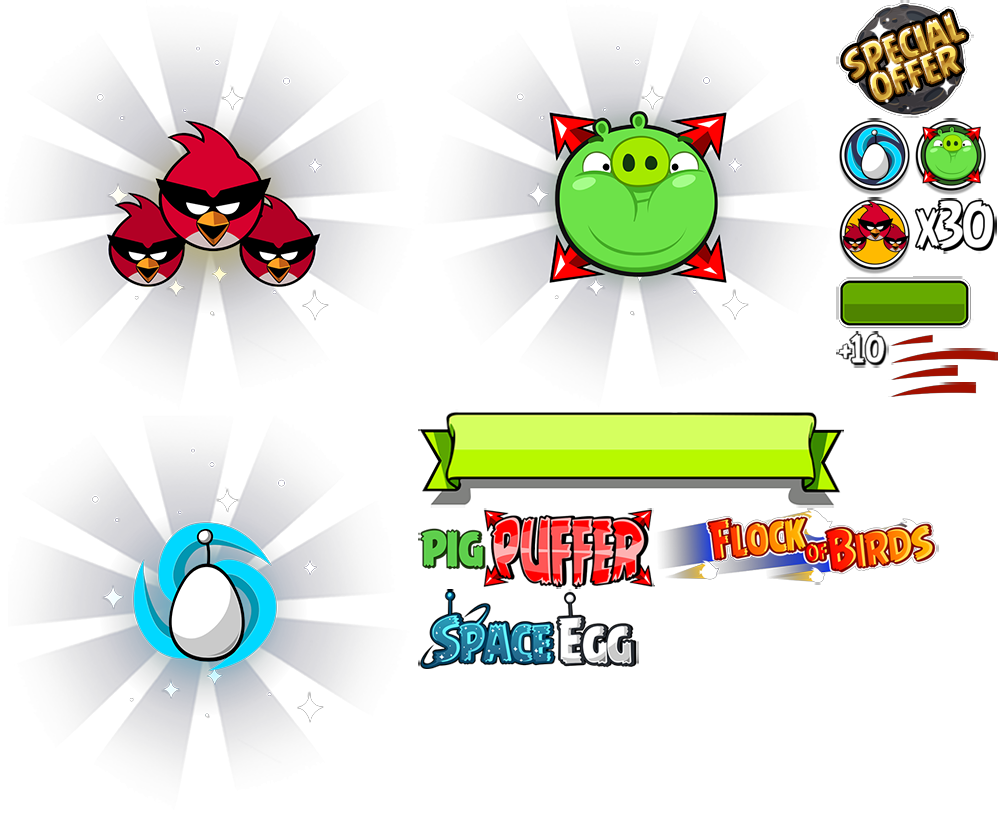 SPECIAL
OFFER
x30
+10
PIG PUFFER
FLOCK OF BIRDS
SPACE EGG